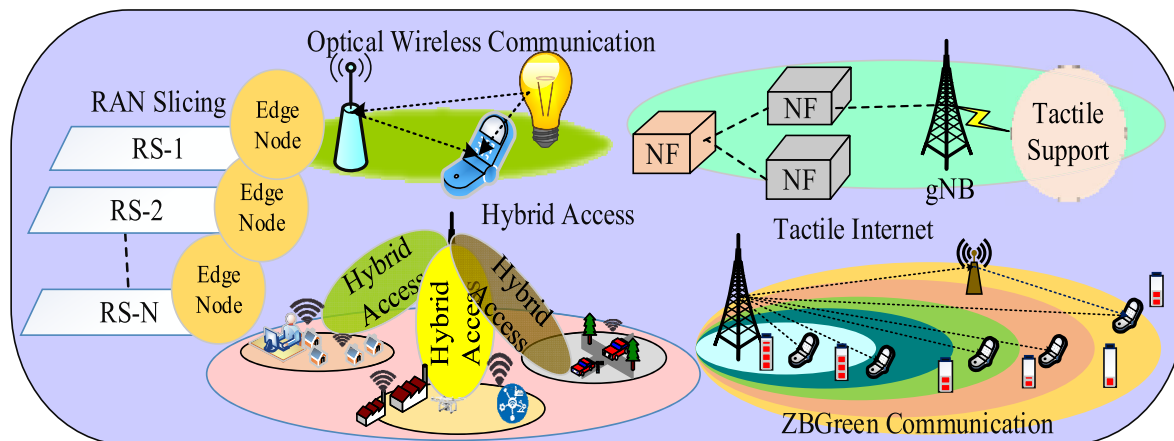 Optical Wireless Communication
RAN Slicing
Edge
Node
RS-1
Edge
Node
RS-2
Edge
Node
RS-N
Hybrid Access
Hybrid
Access
Hybrid
Access
Hybrid
Access
NF
NF
NF
gNB
Tactile
Support
Tactile Internet
ZBGreen Communication